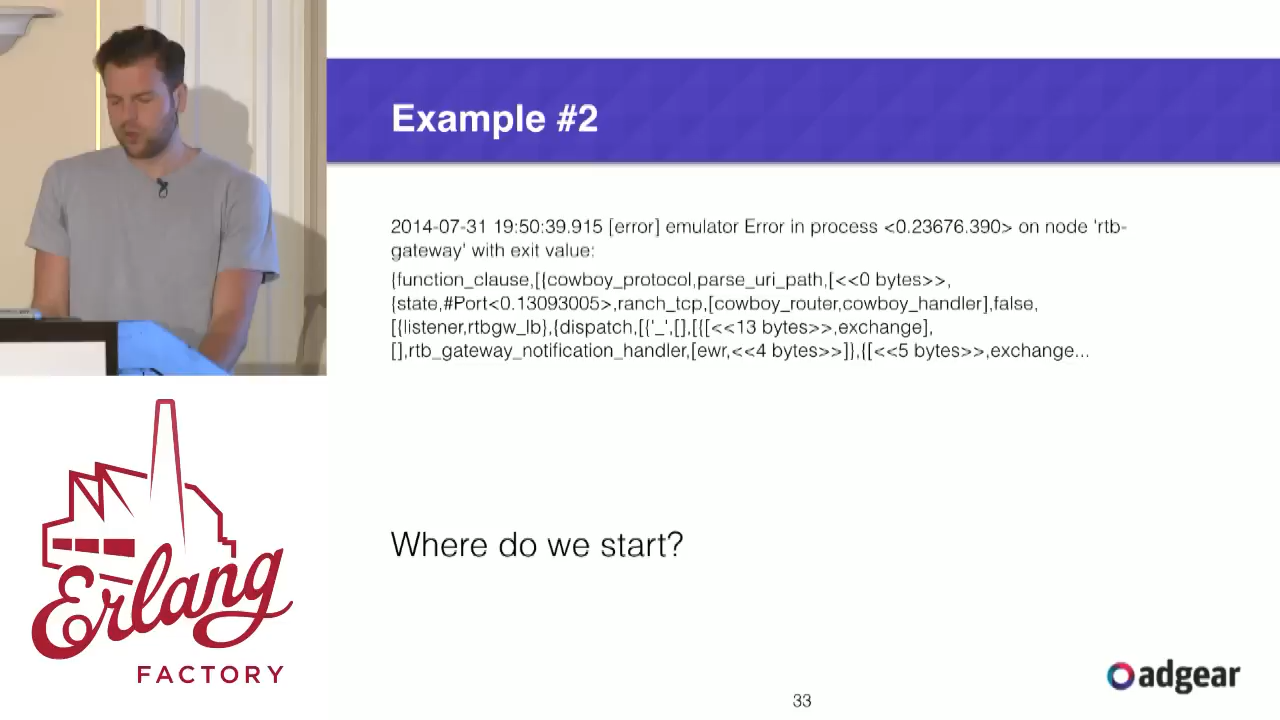 Example #2
2014-07-31 19:50:39.915 [error] emulator Error in process <0.23676.390> on node 'rtb-
gateway' with exit value:
{function_clause,[{cowboy_protocol,parse_uri_path,[<<0 bytes>>,
{state,#Port<0.13093005>,ranch_tcp,[cowboy_router,cowboy_handler],false,
[{listener,rtbgw_lb},{dispatch,[{'_',[],[{[<<13 bytes>>,exchange],
[],rtb_gateway_notification_handler,[ewr,<<4 bytes>>]},{[<<5 bytes>>,exchange...
Where do we start?
Erlang
FACTORY
adgear
33